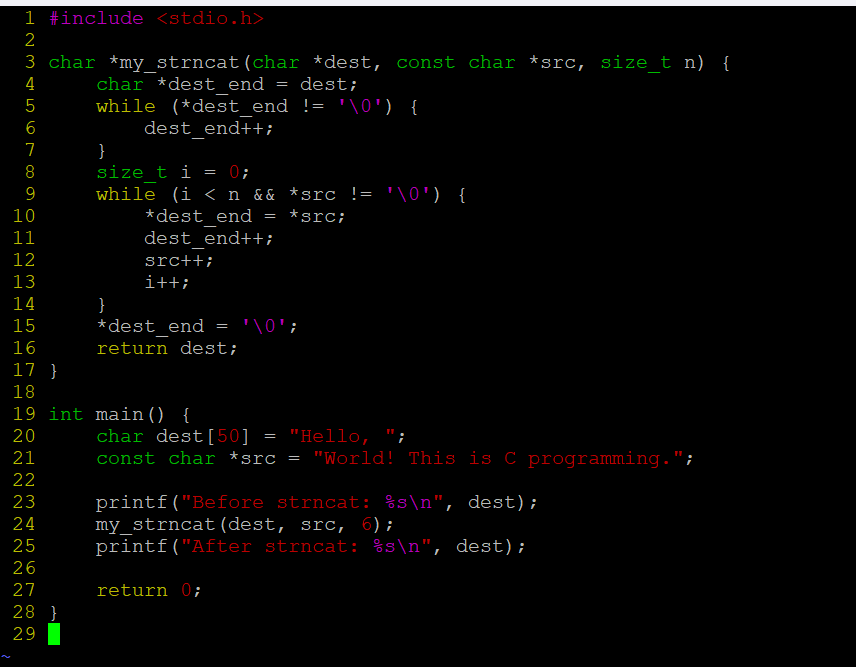 1 #include <stdio.h>
2
3 char *my_strncat(char *dest, const char *src, size_t n) {
4     char *dest_end = dest;
5     while (*dest_end != '\0') {
6         dest_end++;
7     }
8     size_t i = 0;
9     while (i < n && *src != '\0') {
10         *dest_end = *src;
11         dest_end++;
12         src++;
13         i++;
14     }
15     *dest_end = '\0';
16     return dest;
17 }
18
19 int main() {
20     char dest[50] = "Hello, ";
21     const char *src = "World! This is C programming.";
22
23     printf("Before strncat: %s\n", dest);
24     my_strncat(dest, src, 6);
25     printf("After strncat: %s\n", dest);
26
27     return 0;
28 }
29
~